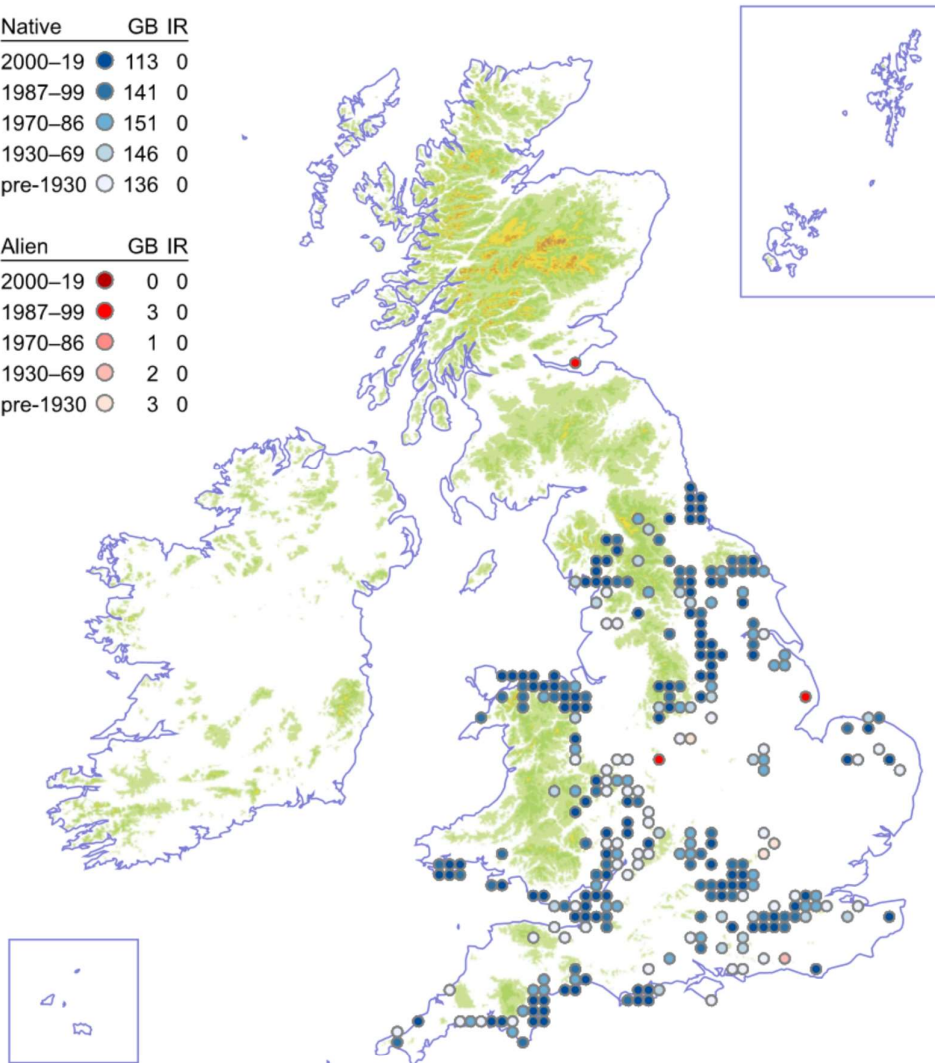 Native GB IR
2000–19 113 0
1987–99 141 0
1970–86 151 0
1930–69 146 0
pre-1930 136 0
Alien GB IR
2000–19 0 0
1987–99 3 0
1970–86 1 0
1930–69 2 0
pre-1930 3 0